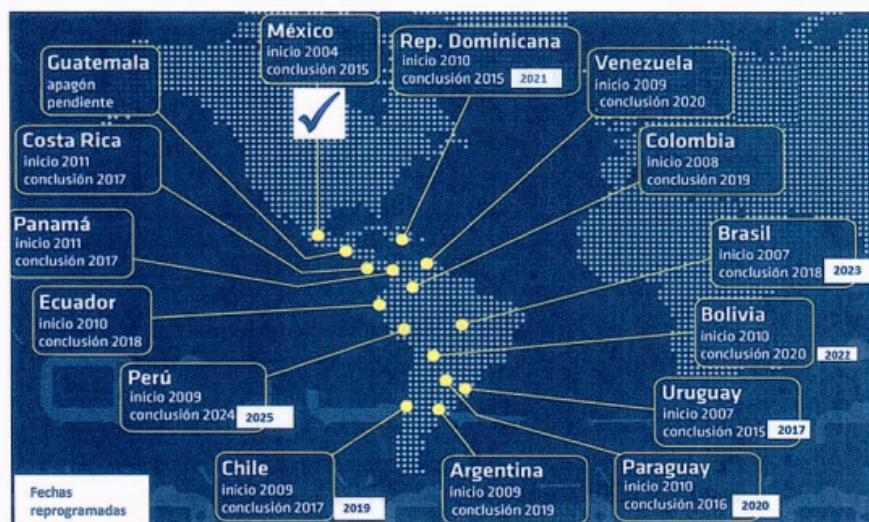 México
inicio 2004
conclusión 2015
Rep. Dominicana
inicio 2010
conclusión 2015 2021
Guatemala
apagón
pendiente
Venezuela
inicio 2009
conclusión 2020
Costa Rica
inicio 2011
conclusión 2017
Colombia
inicio 2008
conclusión 2019
Panamá
inicio 2011
conclusión 2017
Brasil
inicio 2007
conclusión 2018 2023
Ecuador
inicio 2010
conclusión 2018
Bolivia
inicio 2010
conclusión 2020 2022
Perú
inicio 2009
conclusión 2024 2025
Uruguay
inicio 2007
conclusión 2015 2017
Chile
inicio 2009
conclusión 2017 2019
Argentina
inicio 2009
conclusión 2019
Paraguay
inicio 2010
conclusión 2016 2020
Fechas
reprogramadas